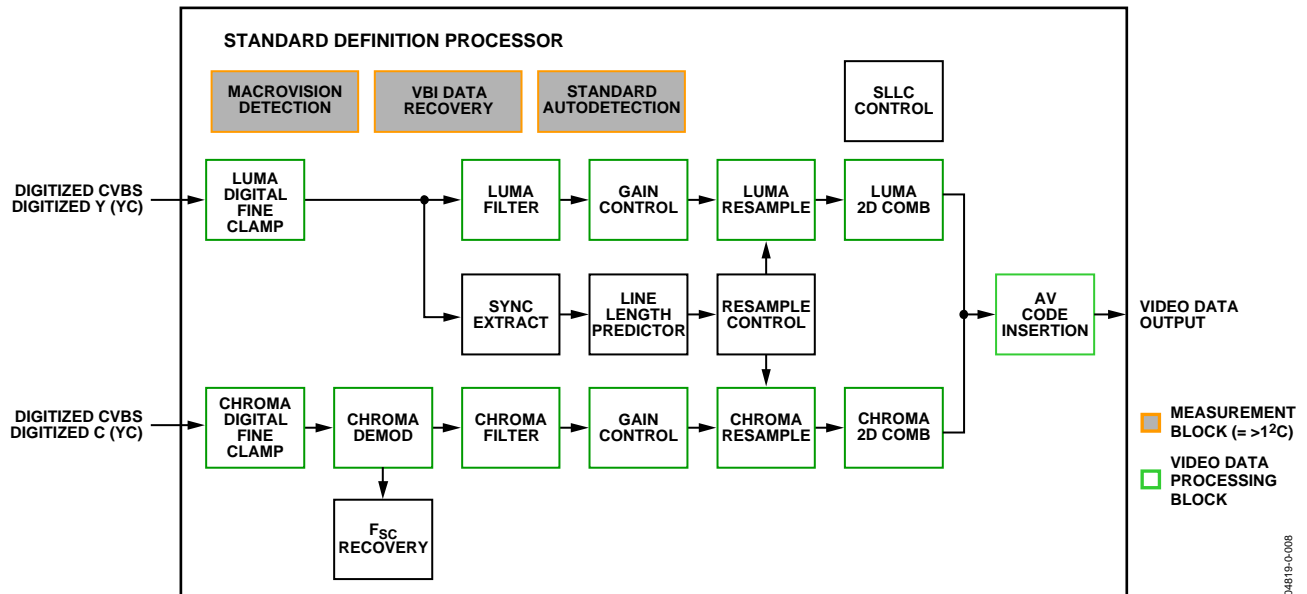 STANDARD DEFINITION PROCESSOR
MACROVISION
DETECTION
VBI DATA
RECOVERY
STANDARD
AUTODETECTION
SLLC
CONTROL
DIGITIZED CVBS
DIGITIZED Y (YC)
LUMA
DIGITAL
FINE
CLAMP
LUMA
FILTER
GAIN
CONTROL
LUMA
RESAMPLE
LUMA
2D COMB
SYNC
EXTRACT
LINE
LENGTH
PREDICTOR
RESAMPLE
CONTROL
AV
CODE
INSERTION
VIDEO DATA
OUTPUT
DIGITIZED CVBS
DIGITIZED C (YC)
CHROMA
DIGITAL
FINE
CLAMP
CHROMA
DEMOD
CHROMA
FILTER
GAIN
CONTROL
CHROMA
RESAMPLE
CHROMA
2D COMB
FSC
RECOVERY
MEASUREMENT
BLOCK (= >1²C)
VIDEO DATA
PROCESSING
BLOCK
04819-0-008